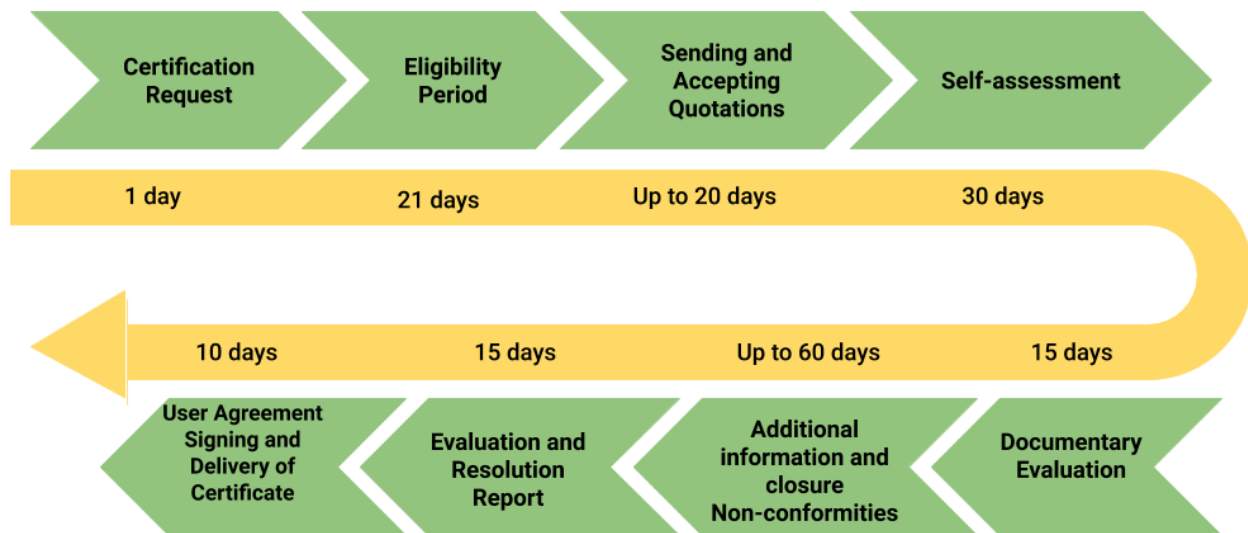 Certification
Request
Eligibility
Period
Sending and
Accepting
Quotations
Self-assessment
1 day
21 days
Up to 20 days
30 days
15 days
Up to 60 days
15 days
10 days
Documentary
Evaluation
Additional
information and
closure
Non-conformities
Evaluation and
Resolution
Report
User Agreement
Signing and
Delivery of
Certificate